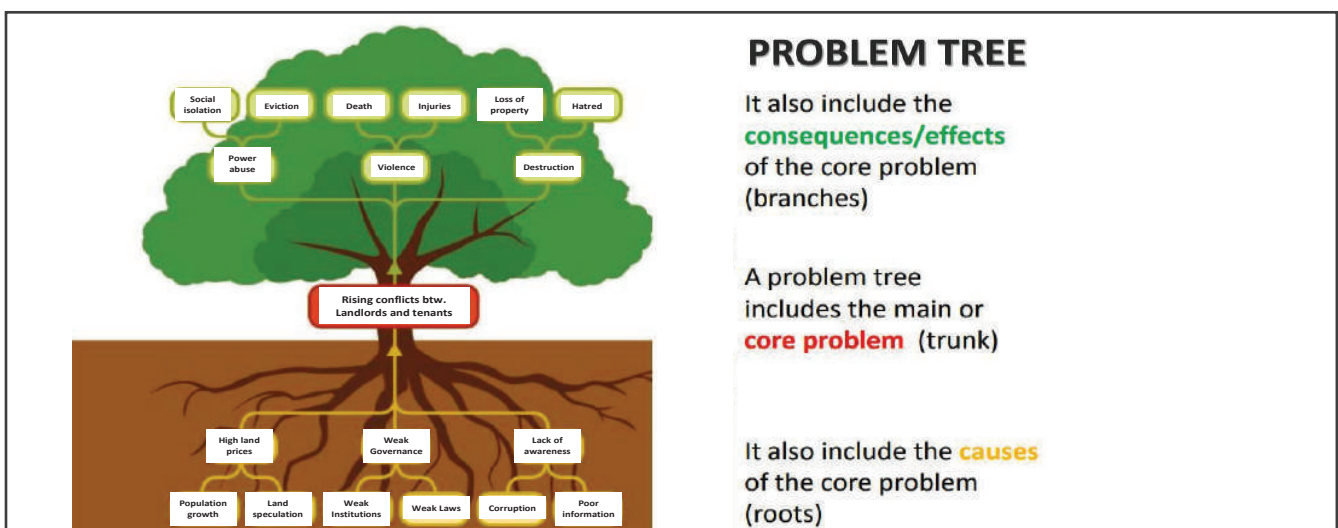 PROBLEM TREE
It also include the
consequences/effects
of the core problem
(branches)
A problem tree
includes the main or
core problem (trunk)
It also include the causes
of the core problem
(roots)
Social
isolation
Eviction
Death
Injuries
Loss of
property
Hatred
Power
abuse
Violence
Destruction
Rising conflicts btw.
Landlords and tenants
High land
prices
Weak
Governance
Lack of
awareness
Population
growth
Land
speculation
Weak
Institutions
Weak Laws
Corruption
Poor
information